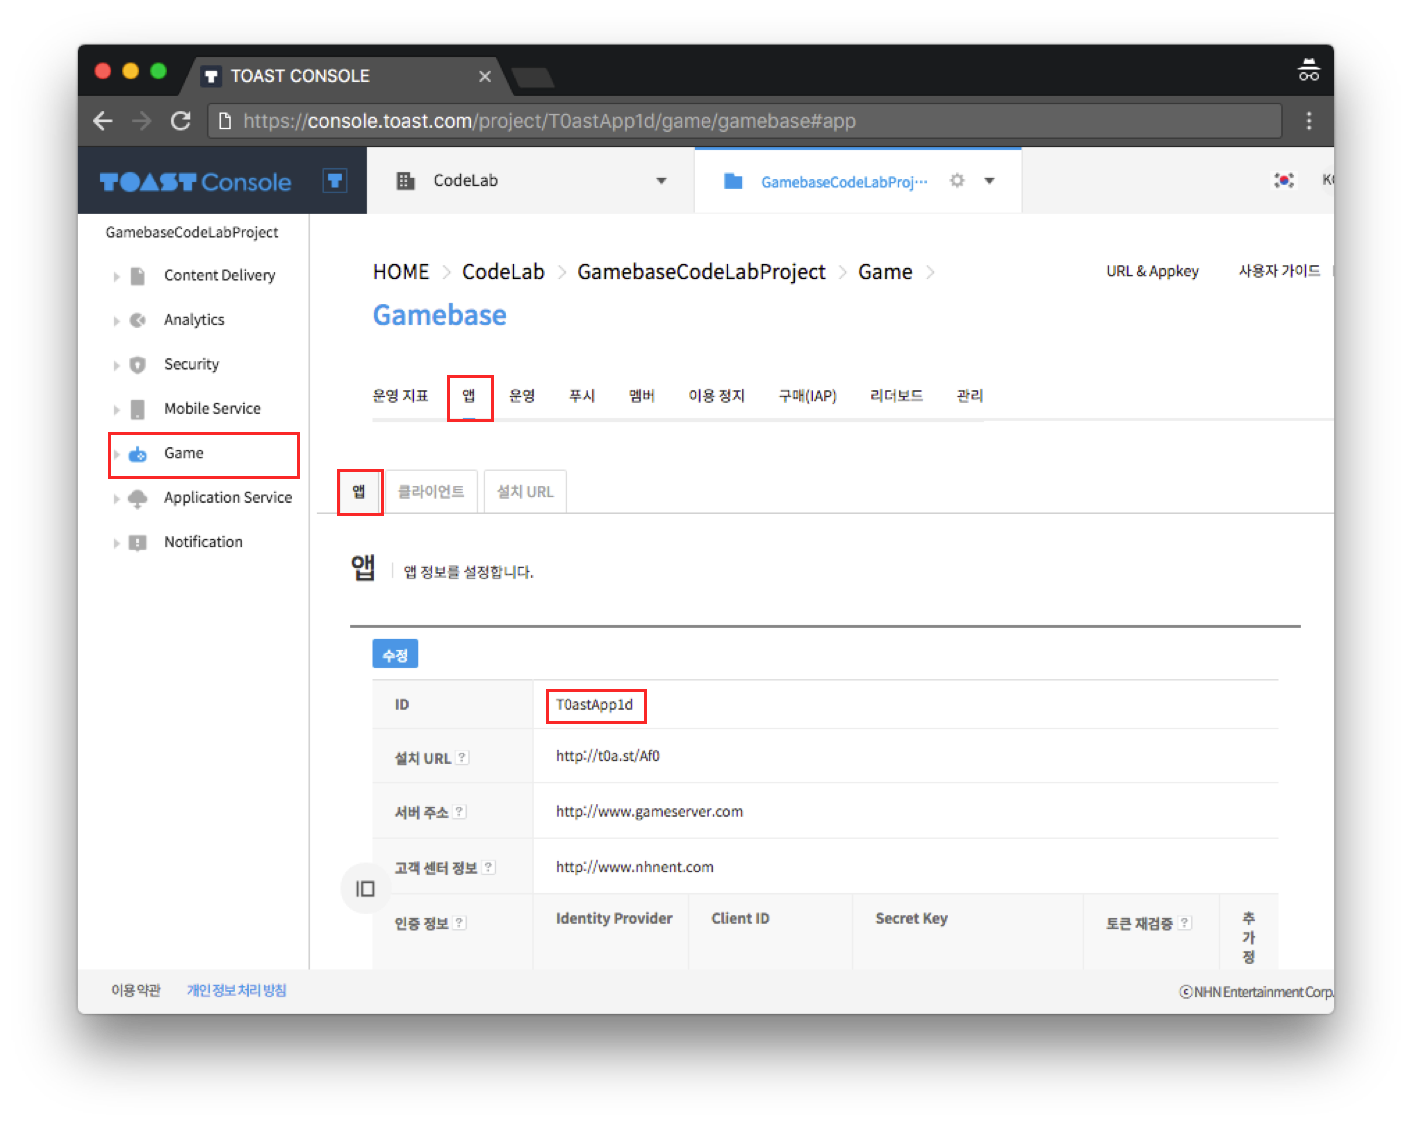 TOAST CONSOLE
https://console.toast.com/project/T0astApp1d/game/gamebase#app
TOAST Console
CodeLab
GamebaseCodeLabProj···
GamebaseCodeLabProject
Content Delivery
Analytics
Security
Mobile Service
Game
Application Service
Notification
HOME > CodeLab > GamebaseCodeLabProject > Game >
URL & Appkey
사용자 가이드
Gamebase
운영 지표 앱 운영 푸시 멤버 이용 정지 구매(IAP) 리더보드 관리
앱 클라이언트 설치 URL
앱 앱 정보를 설정합니다.
수정
ID T0astApp1d
설치 URL ? http://t0a.st/Af0
서버 주소 ? http://www.gameserver.com
고객 센터 정보 ? http://www.nhnent.com
인증 정보 ? Identity Provider Client ID Secret Key 토큰 재검증 ? 추
가
정
이용약관 개인정보 처리 방침
ⓒ NHN Entertainment Corp.